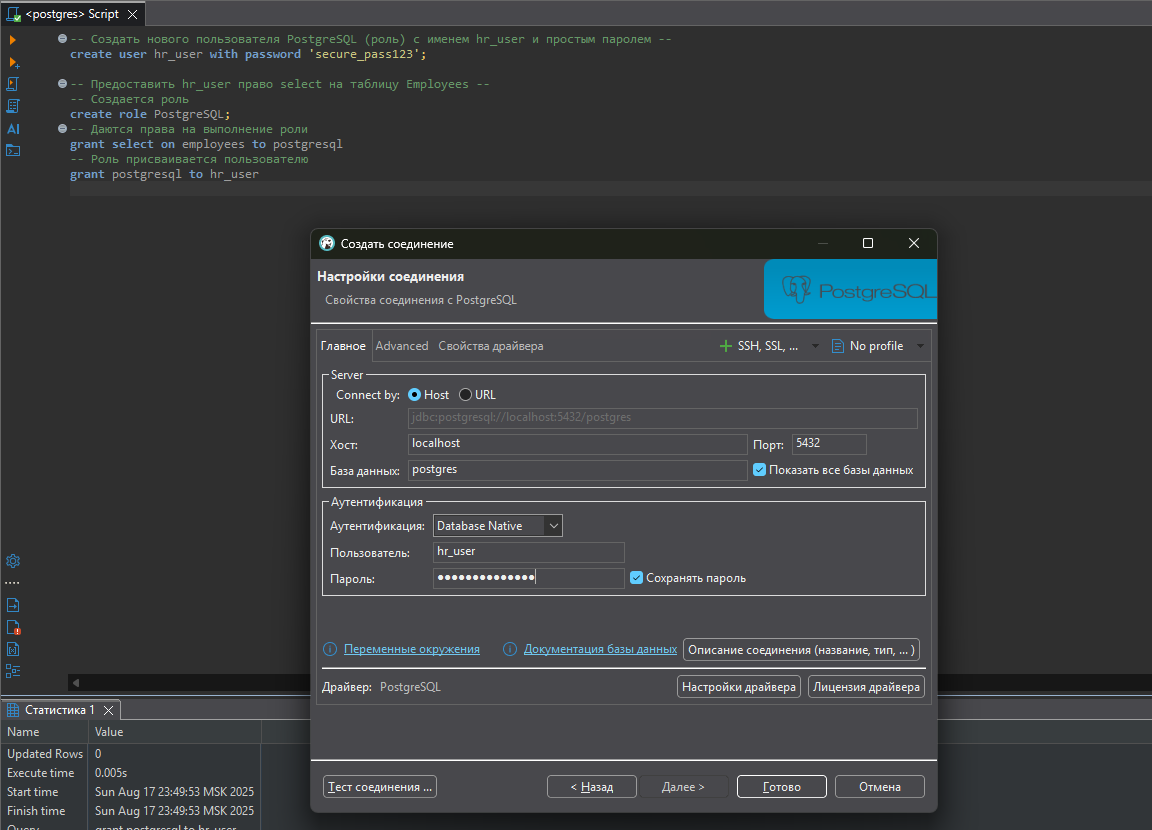 <postgres> Script
-- Создать нового пользователя PostgreSQL (роль) с именем hr_user и простым паролем --
create user hr_user with password 'secure_pass123';
-- Предоставить hr_user право select на таблицу Employees --
-- Создается роль
create role PostgreSQL;
-- Даются права на выполнение роли
grant select on employees to postgresql
-- Роль присваивается пользователю
grant postgresql to hr_user
AI
Создать соединение
Настройки соединения
Свойства соединения с PostgreSQL
PostgreSQL
Главное Advanced Свойства драйвера SSH, SSL, ... No profile
Server
Connect by: Host URL
URL: jdbc:postgresql://localhost:5432/postgres
Хост: localhost Порт: 5432
База данных: postgres Показать все базы данных
Аутентификация
Аутентификация: Database Native
Пользователь: hr_user
Пароль: •••••••••••••• Сохранять пароль
Переменные окружения Документация базы данных Описание соединения (название, тип, ... )
Драйвер: PostgreSQL Настройки драйвера Лицензия драйвера
Тест соединения ... < Назад Далее > Готово Отмена
Статистика 1
Name Value
Updated Rows 0
Execute time 0.005s
Start time Sun Aug 17 23:49:53 MSK 2025
Finish time Sun Aug 17 23:49:53 MSK 2025
Query grant postgresql to hr_user